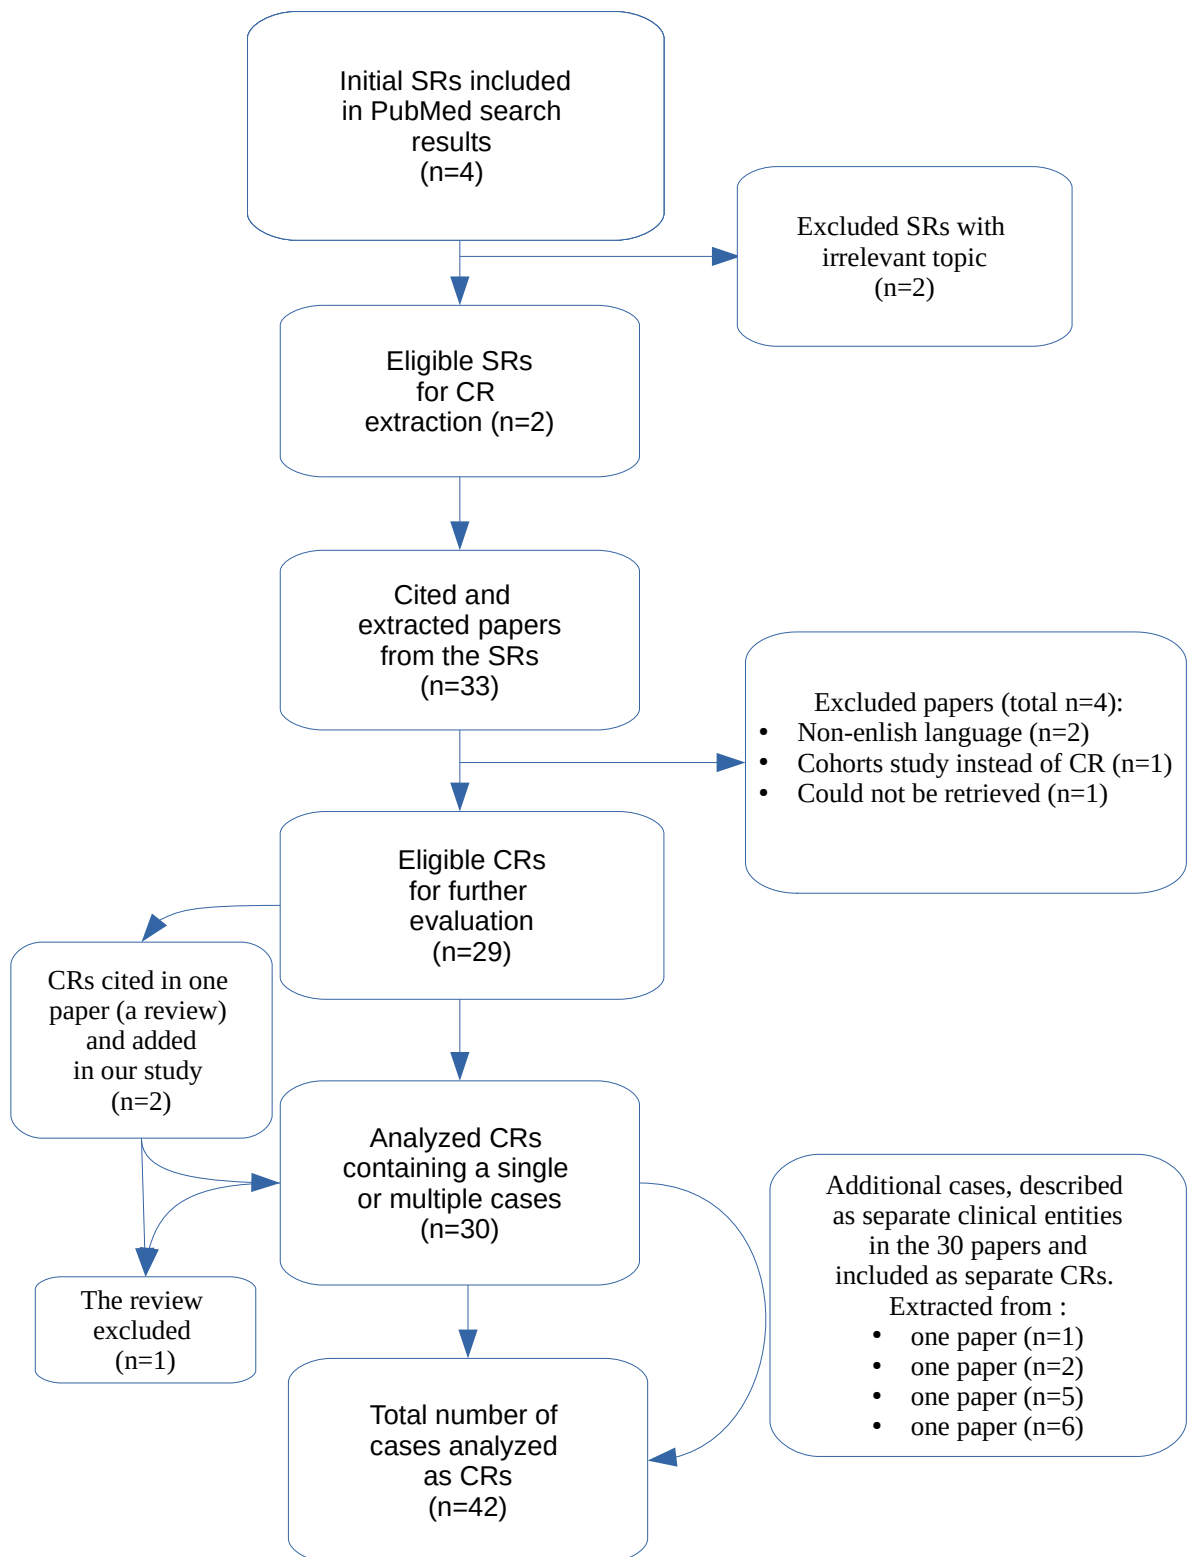 Initial SRs included
in PubMed search
results
(n=4)
Excluded SRs with
irrelevant topic
(n=2)
Eligible SRs
for CR
extraction (n=2)
Cited and
extracted papers
from the SRs
(n=33)
Excluded papers (total n=4):
• Non-enlish language (n=2)
• Cohorts study instead of CR (n=1)
• Could not be retrieved (n=1)
Eligible CRs
for further
evaluation
(n=29)
CRs cited in one
paper (a review)
and added
in our study
(n=2)
Analyzed CRs
containing a single
or multiple cases
(n=30)
The review
excluded
(n=1)
Additional cases, described
as separate clinical entities
in the 30 papers and
included as separate CRs.
Extracted from :
• one paper (n=1)
• one paper (n=2)
• one paper (n=5)
• one paper (n=6)
Total number of
cases analyzed
as CRs
(n=42)